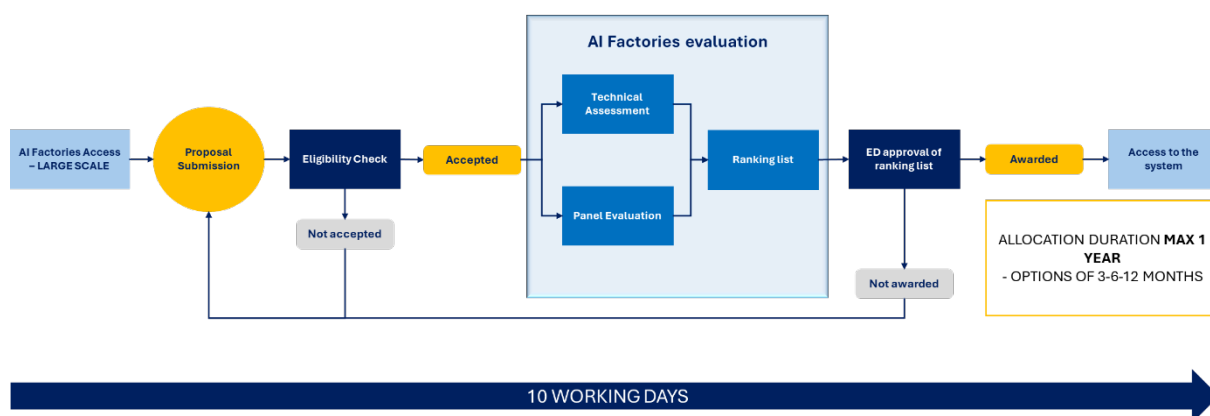 AI Factories evaluation
Technical
Assessment
AI Factories Access
– LARGE SCALE
Proposal
Submission
Eligibility Check
Accepted
Ranking list
ED approval of
ranking list
Awarded
Access to the
system
Panel Evaluation
Not accepted
Not awarded
ALLOCATION DURATION MAX 1
YEAR
- OPTIONS OF 3-6-12 MONTHS
10 WORKING DAYS